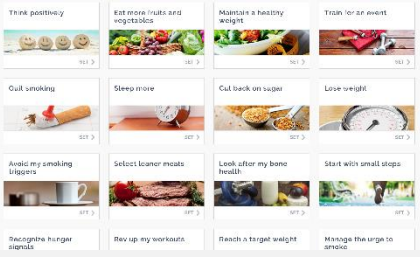 Think positively
Eat more fruits and
vegetables
Maintain a healthy
weight
Train for an event
SET >
SET >
SET >
SET >
Quit smoking
Sleep more
Cut back on sugar
Lose weight
SET >
SET >
SET >
SET >
Avoid my smoking
triggers
Select leaner meats
Look after my bone
health
Start with small steps
SET >
SET >
SET >
SET >
Recognize hunger
signals
Rev up my workouts
Reach a target weight
Manage the urge to
smoke